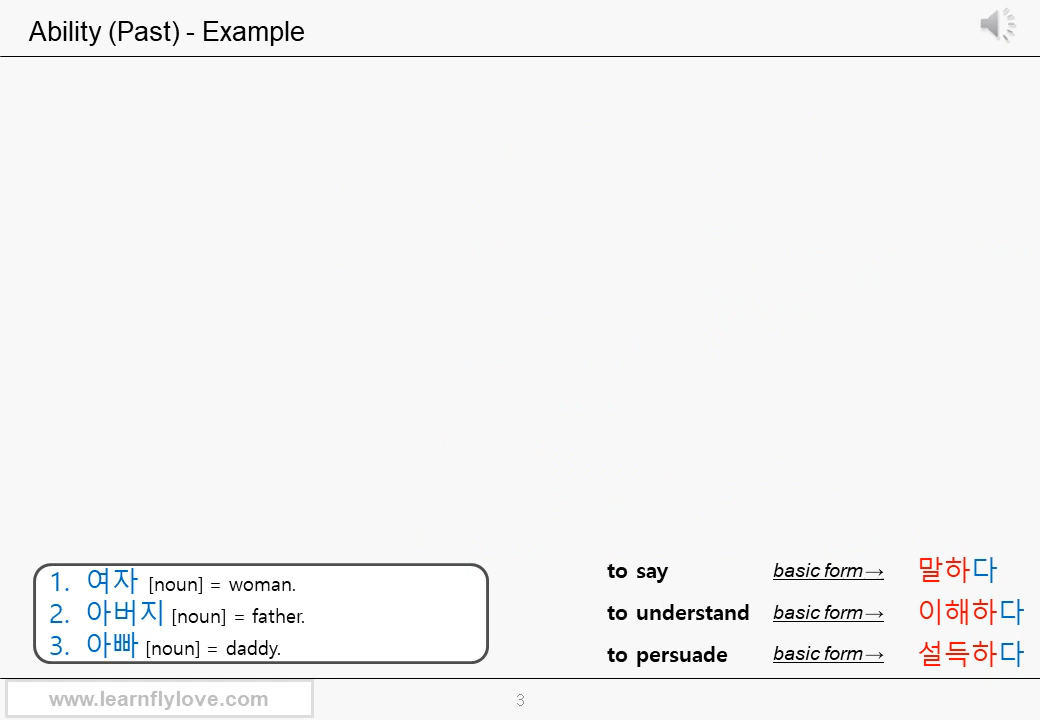 Ability (Past) - Example
1. 여자 [noun] = woman.
2. 아버지 [noun] = father.
3. 아빠 [noun] = daddy.
to say basic form→ 말하다
to understand basic form→ 이해하다
to persuade basic form→ 설득하다
www.learnflylove.com
3